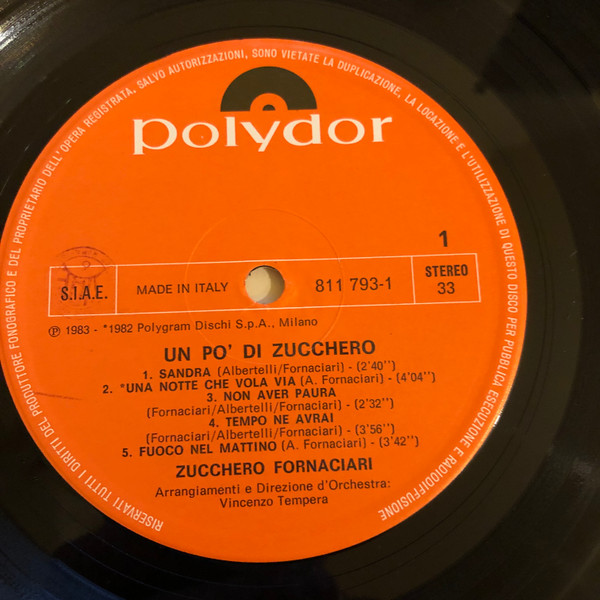 RISERVATI TUTTI I DIRITTI DEL PRODUTTORE FONOGRAFICO E DEL PROPRIETARIO DELL'OPERA REGISTRATA, SALVO AUTORIZZAZIONI, SONO VIETATE LA DUPLICAZIONE, LA LOCAZIONE E L'UTILIZZAZIONE DI QUESTO DISCO PER PUBBLICA ESECUZIONE E RADIODIFFUSIONE
polydor
1
S.I.A.E. MADE IN ITALY 811 793-1 STEREO
33
Ⓟ 1983 - *1982 Polygram Dischi S.p.A., Milano
UN PO' DI ZUCCHERO
1. SANDRA (Albertelli/Fornaciari) - (2'40'')
2. *UNA NOTTE CHE VOLA VIA (A. Fornaciari) - (4'04'')
3. NON AVER PAURA
(Fornaciari/Albertelli/Fornaciari) - (2'32'')
4. TEMPO NE AVRAI
(Fornaciari/Albertelli/Fornaciari) - (3'56'')
5. FUOCO NEL MATTINO (A. Fornaciari) - (3'42'')
ZUCCHERO FORNACIARI
Arrangiamenti e Direzione d'Orchestra:
Vincenzo Tempera